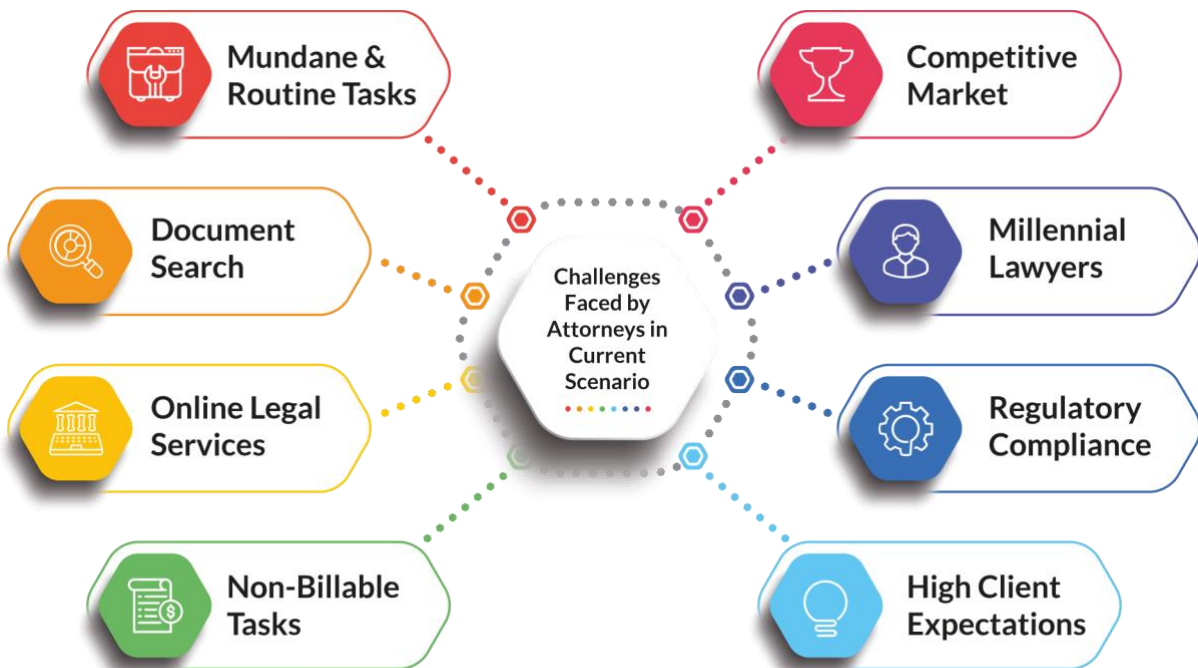 Mundane &
Routine Tasks
Document
Search
Online Legal
Services
Non-Billable
Tasks
Challenges
Faced by
Attorneys in
Current
Scenario
Competitive
Market
Millennial
Lawyers
Regulatory
Compliance
High Client
Expectations